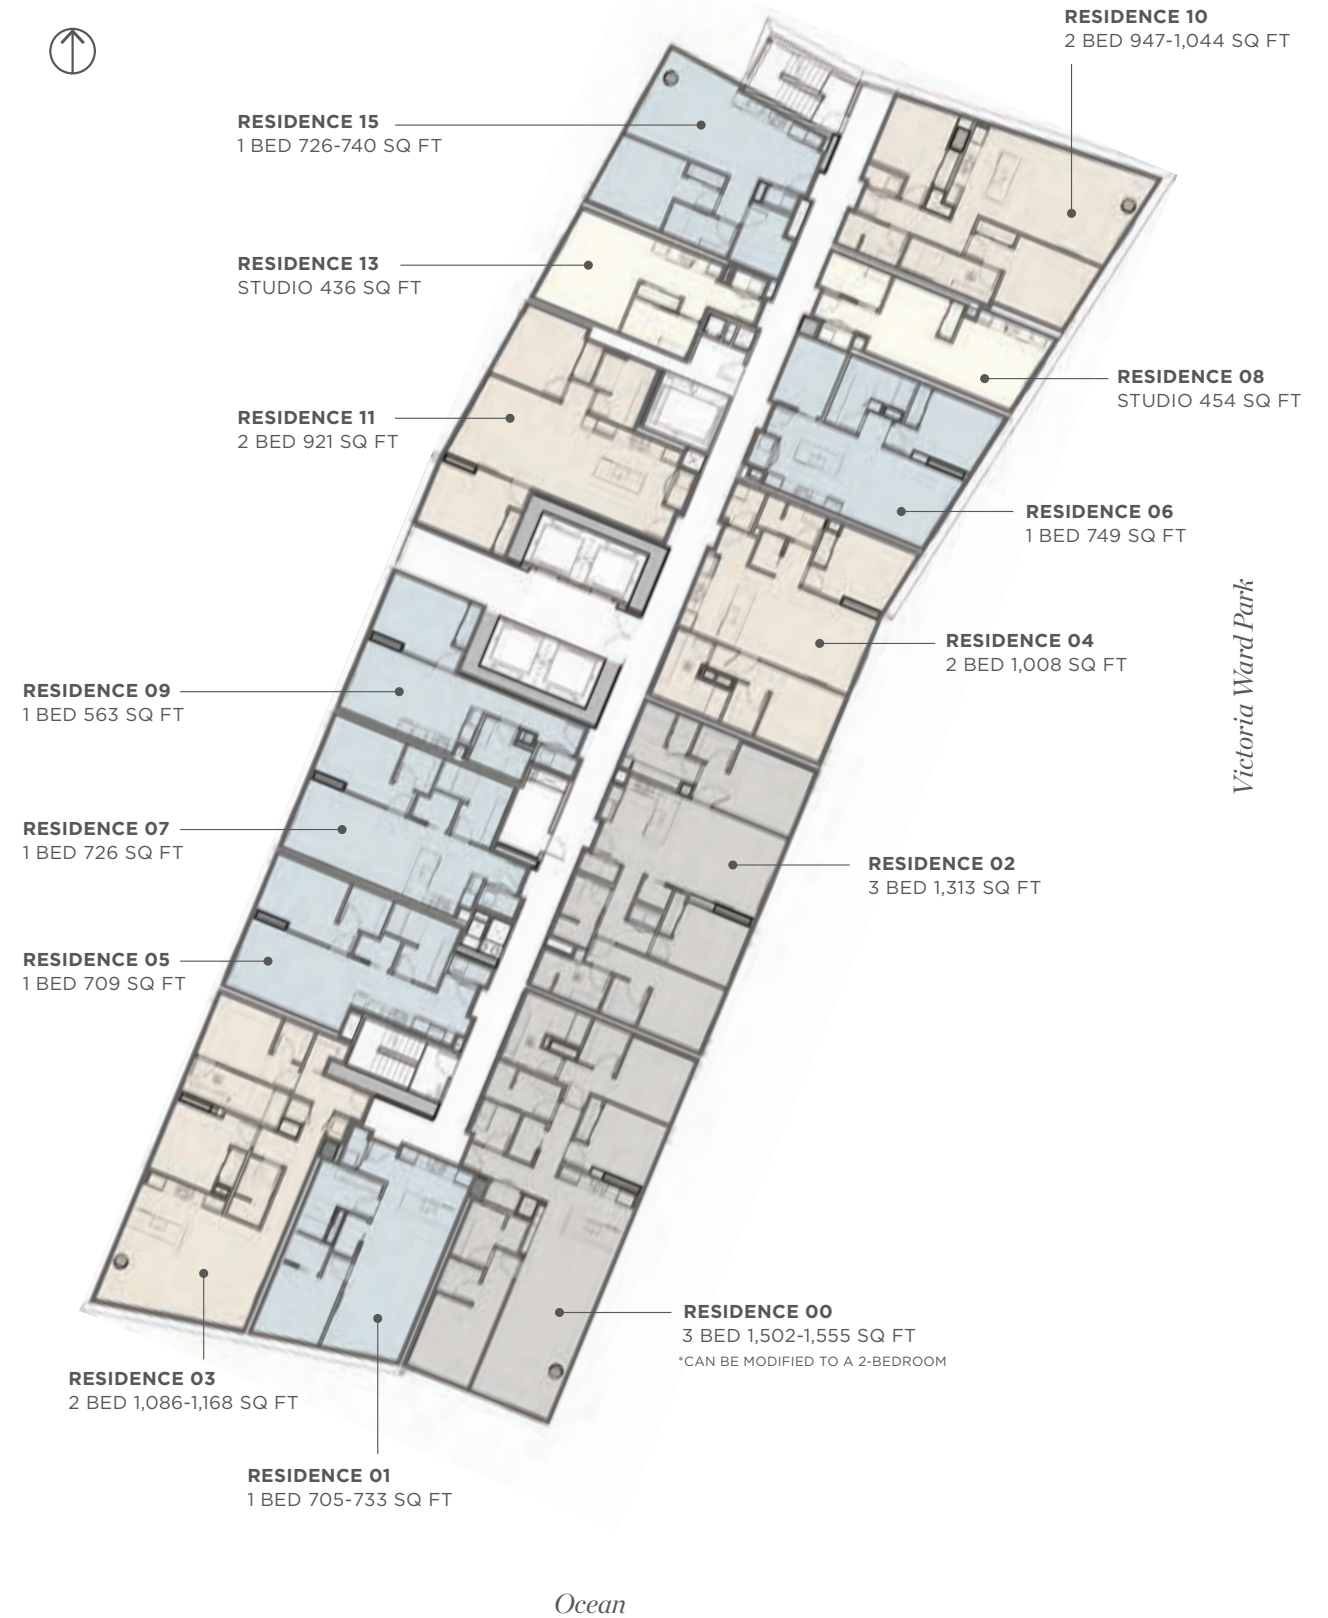 RESIDENCE 10
2 BED 947-1,044 SQ FT
RESIDENCE 15
1 BED 726-740 SQ FT
RESIDENCE 13
STUDIO 436 SQ FT
RESIDENCE 08
STUDIO 454 SQ FT
RESIDENCE 11
2 BED 921 SQ FT
RESIDENCE 06
1 BED 749 SQ FT
Victoria Ward Park
RESIDENCE 04
2 BED 1,008 SQ FT
RESIDENCE 09
1 BED 563 SQ FT
RESIDENCE 07
1 BED 726 SQ FT
RESIDENCE 02
3 BED 1,313 SQ FT
RESIDENCE 05
1 BED 709 SQ FT
RESIDENCE 00
3 BED 1,502-1,555 SQ FT
*CAN BE MODIFIED TO A 2-BEDROOM
RESIDENCE 03
2 BED 1,086-1,168 SQ FT
RESIDENCE 01
1 BED 705-733 SQ FT
Ocean